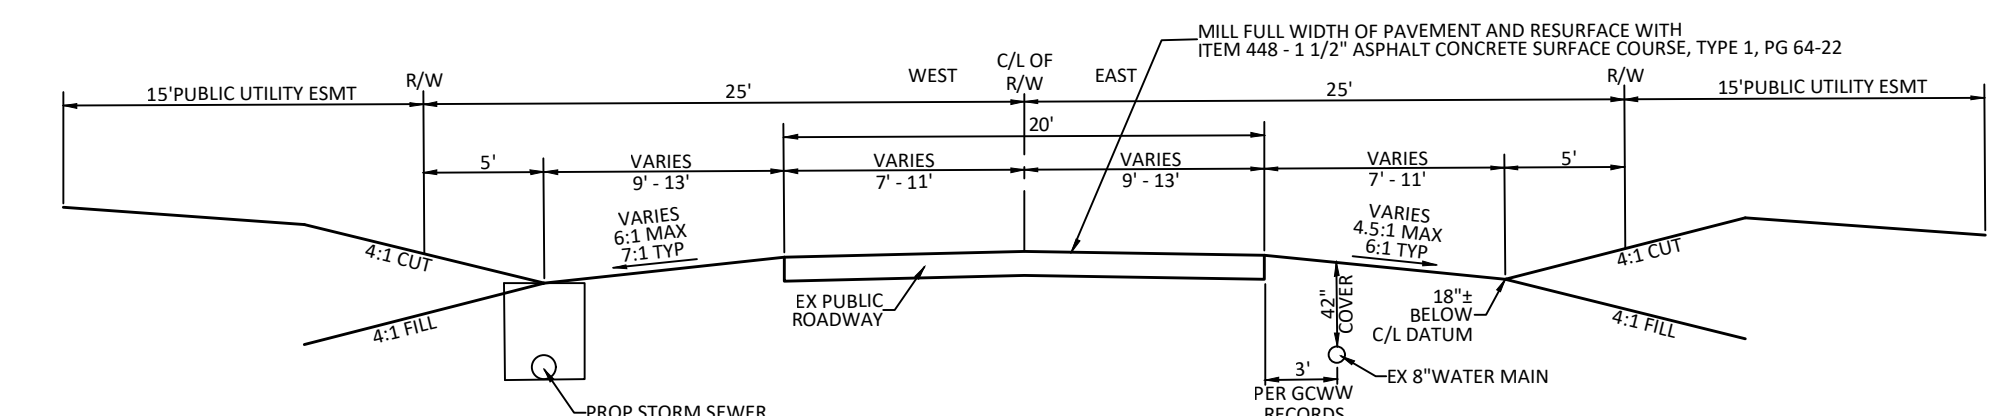 MILL FULL WIDTH OF PAVEMENT AND RESURFACE WITH
ITEM 448 - 1 1/2" ASPHALT CONCRETE SURFACE COURSE, TYPE 1, PG 64-22
C/L OF
R/W
WEST
EAST
R/W
R/W
15'PUBLIC UTILITY ESMT
25'
25'
15'PUBLIC UTILITY ESMT
20'
5'
VARIES
9' - 13'
VARIES
7' - 11'
VARIES
9' - 13'
VARIES
7' - 11'
5'
VARIES
6:1 MAX
7:1 TYP
VARIES
4.5:1 MAX
6:1 TYP
4:1 CUT
4:1 CUT
4:1 FILL
4:1 FILL
EX PUBLIC
ROADWAY
42"
COVER
18"±
BELOW
C/L DATUM
3'
PER GCWW
RECORDS
EX 8"WATER MAIN
PROP STORM SEWER